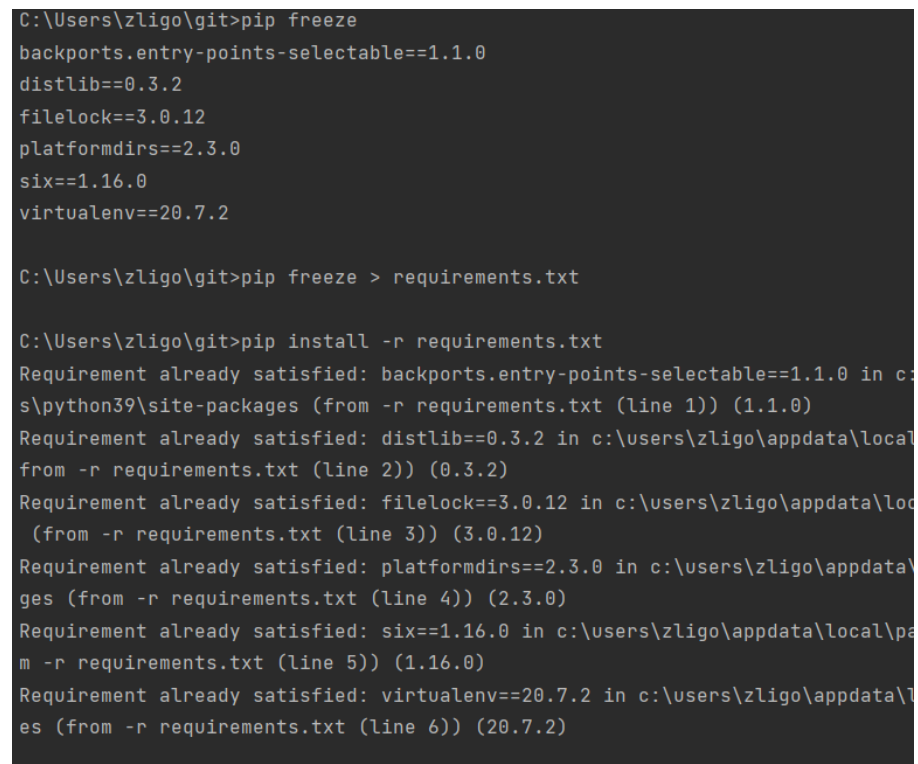 C:\Users\zligo\git>pip freeze
backports.entry-points-selectable==1.1.0
distlib==0.3.2
filelock==3.0.12
platformdirs==2.3.0
six==1.16.0
virtualenv==20.7.2
C:\Users\zligo\git>pip freeze > requirements.txt
C:\Users\zligo\git>pip install -r requirements.txt
Requirement already satisfied: backports.entry-points-selectable==1.1.0 in c:
s\python39\site-packages (from -r requirements.txt (line 1)) (1.1.0)
Requirement already satisfied: distlib==0.3.2 in c:\users\zligo\appdata\local
from -r requirements.txt (line 2)) (0.3.2)
Requirement already satisfied: filelock==3.0.12 in c:\users\zligo\appdata\loc
(from -r requirements.txt (line 3)) (3.0.12)
Requirement already satisfied: platformdirs==2.3.0 in c:\users\zligo\appdata\
ges (from -r requirements.txt (line 4)) (2.3.0)
Requirement already satisfied: six==1.16.0 in c:\users\zligo\appdata\local\pa
m -r requirements.txt (line 5)) (1.16.0)
Requirement already satisfied: virtualenv==20.7.2 in c:\users\zligo\appdata\l
es (from -r requirements.txt (line 6)) (20.7.2)